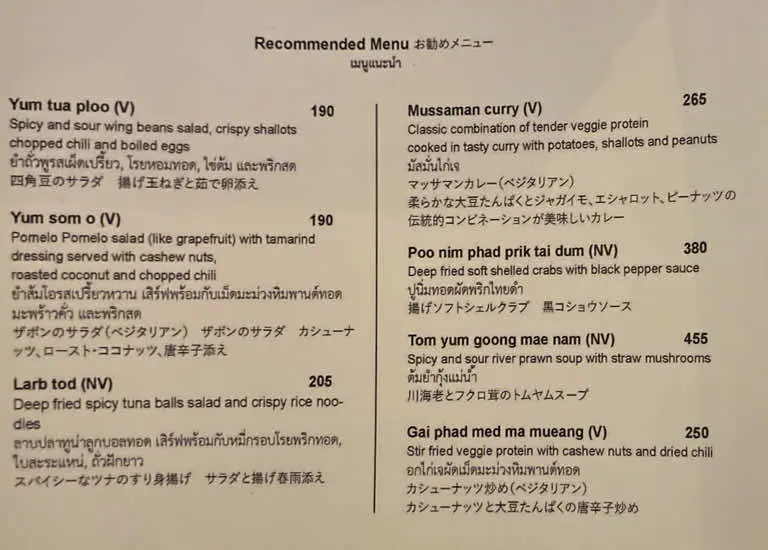 Recommended Menu お勧めメニュー
เมนูแนะนำ
Yum tua ploo (V) 190
Spicy and sour wing beans salad, crispy shallots
chopped chili and boiled eggs
ยำถั่วพูรสเผ็ดเปรี้ยว, โรยหอมทอด, ไข่ต้ม และพริกสด
四角豆のサラダ 揚げ玉ねぎと茹で卵添え
Yum som o (V) 190
Pomelo Pomelo salad (like grapefruit) with tamarind
dressing served with cashew nuts,
roasted coconut and chopped chili
ยำส้มโอรสเปรี้ยวหวาน เสิร์ฟพร้อมกับเม็ดมะม่วงหิมพานต์ทอด
มะพร้าวคั่ว และพริกสด
ザボンのサラダ(ベジタリアン) ザボンのサラダ カシューナ
ッツ、ロースト・ココナッツ、唐辛子添え
Larb tod (NV) 205
Deep fried spicy tuna balls salad and crispy rice noo-
dles
ลาบปลาทูน่าลูกบอลทอด เสิร์ฟพร้อมกับหมี่กรอบโรยพริกทอด,
ใบสะระแหน่, ถั่วฝักยาว
スパイシーなツナのすり身揚げ サラダと揚げ春雨添え
Mussaman curry (V) 265
Classic combination of tender veggie protein
cooked in tasty curry with potatoes, shallots and peanuts
มัสมั่นไก่เจ
マッサマンカレー(ベジタリアン)
柔らかな大豆たんぱくとジャガイモ、エシャロット、ピーナッツの
伝統的コンビネーションが美味しいカレー
Poo nim phad prik tai dum (NV) 380
Deep fried soft shelled crabs with black pepper sauce
ปูนิ่มทอดผัดพริกไทยดำ
揚げソフトシェルクラブ 黒コショウソース
Tom yum goong mae nam (NV) 455
Spicy and sour river prawn soup with straw mushrooms
ต้มยำกุ้งแม่น้ำ
川海老とフクロ茸のトムヤムスープ
Gai phad med ma mueang (V) 250
Stir fried veggie protein with cashew nuts and dried chili
อกไก่เจผัดเม็ดมะม่วงหิมพานต์ทอด
カシューナッツ炒め(ベジタリアン)
カシューナッツと大豆たんぱくの唐辛子炒め